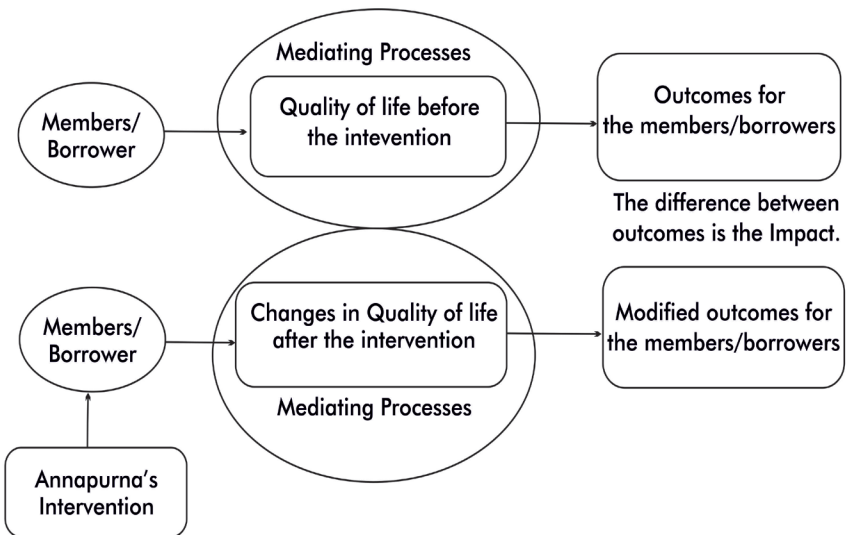 Mediating Processes
Members/
Borrower
Quality of life before
the intevention
Outcomes for
the members/borrowers
The difference between
outcomes is the Impact.
Members/
Borrower
Changes in Quality of life
after the intervention
Modified outcomes for
the members/borrowers
Mediating Processes
Annapurna's
Intervention